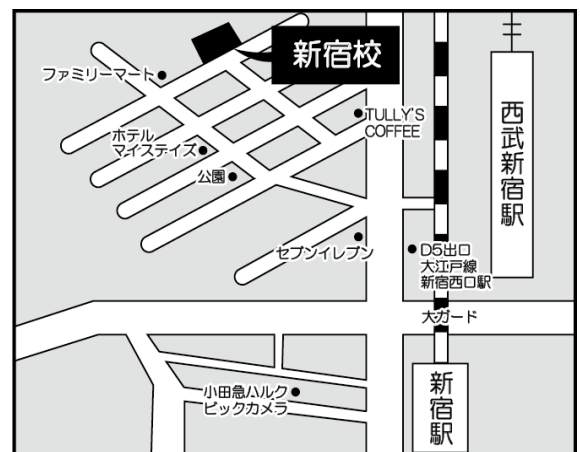 新宿校
ファミリーマート
TULLY'S
COFFEE
西武新宿駅
ホテル
マイステイズ
公園
セブンイレブン
D5出口
大江戸線
新宿西口駅
大ガード
小田急ハルク
ビックカメラ
新宿駅